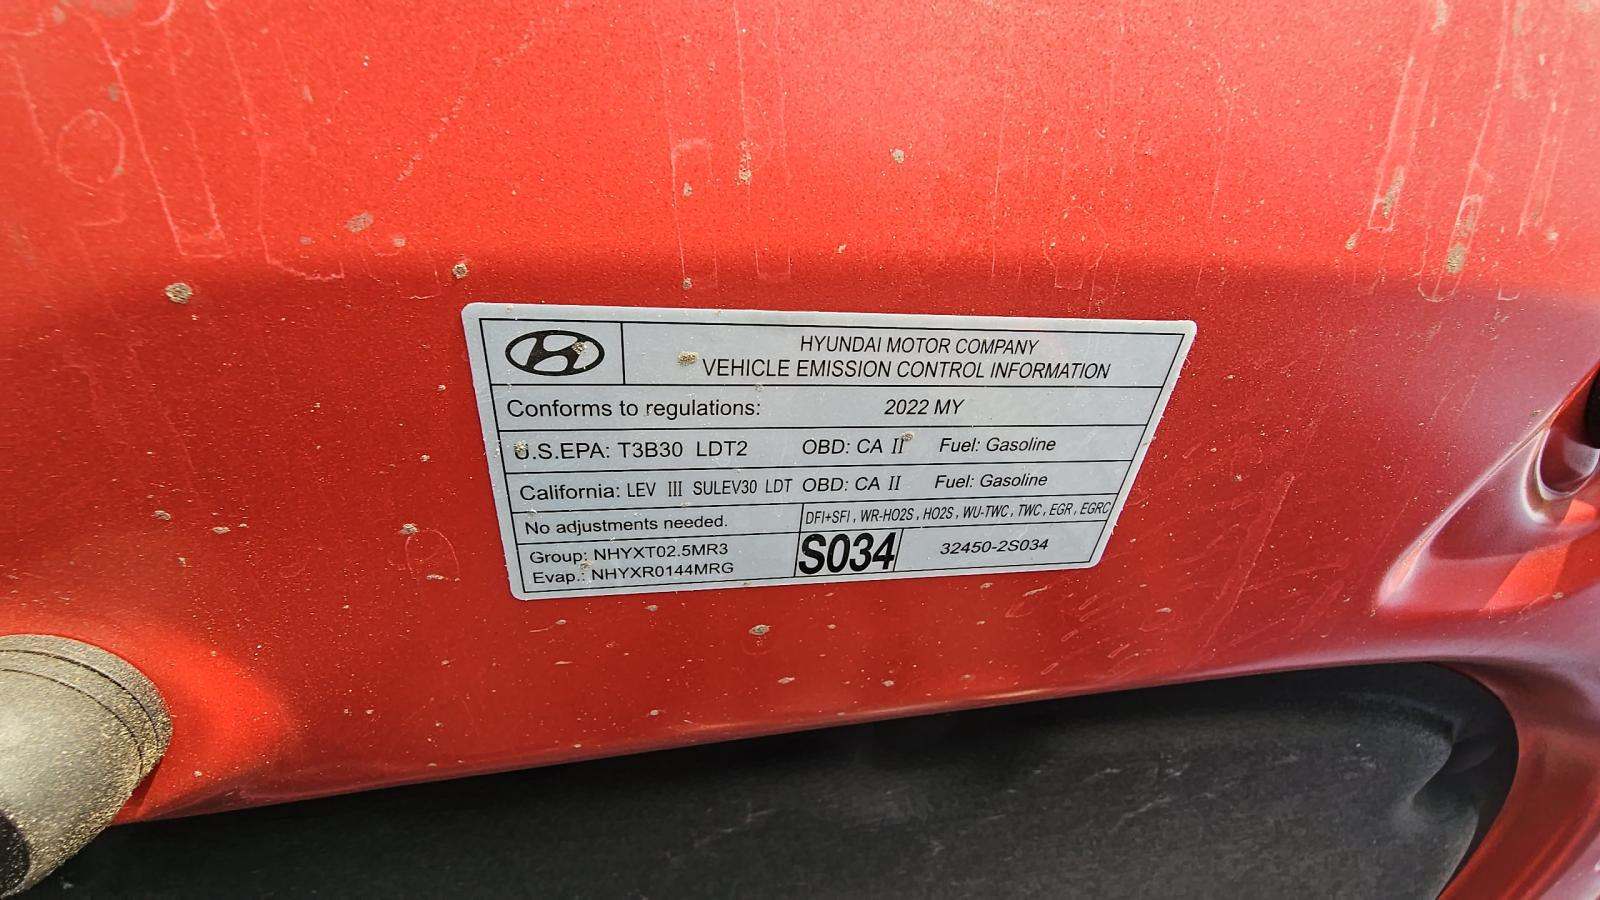 HYUNDAI MOTOR COMPANY
VEHICLE EMISSION CONTROL INFORMATION
Conforms to regulations: 2022 MY
U.S.EPA: T3B30 LDT2 OBD: CA II Fuel: Gasoline
California: LEV III SULEV30 LDT OBD: CA II Fuel: Gasoline
No adjustments needed. DFI+SFI, WR-HO2S, HO2S, WU-TWC, TWC, EGR, EGRC
Group: NHYXT02.5MR3 S034 32450-2S034
Evap.: NHYXR0144MRG